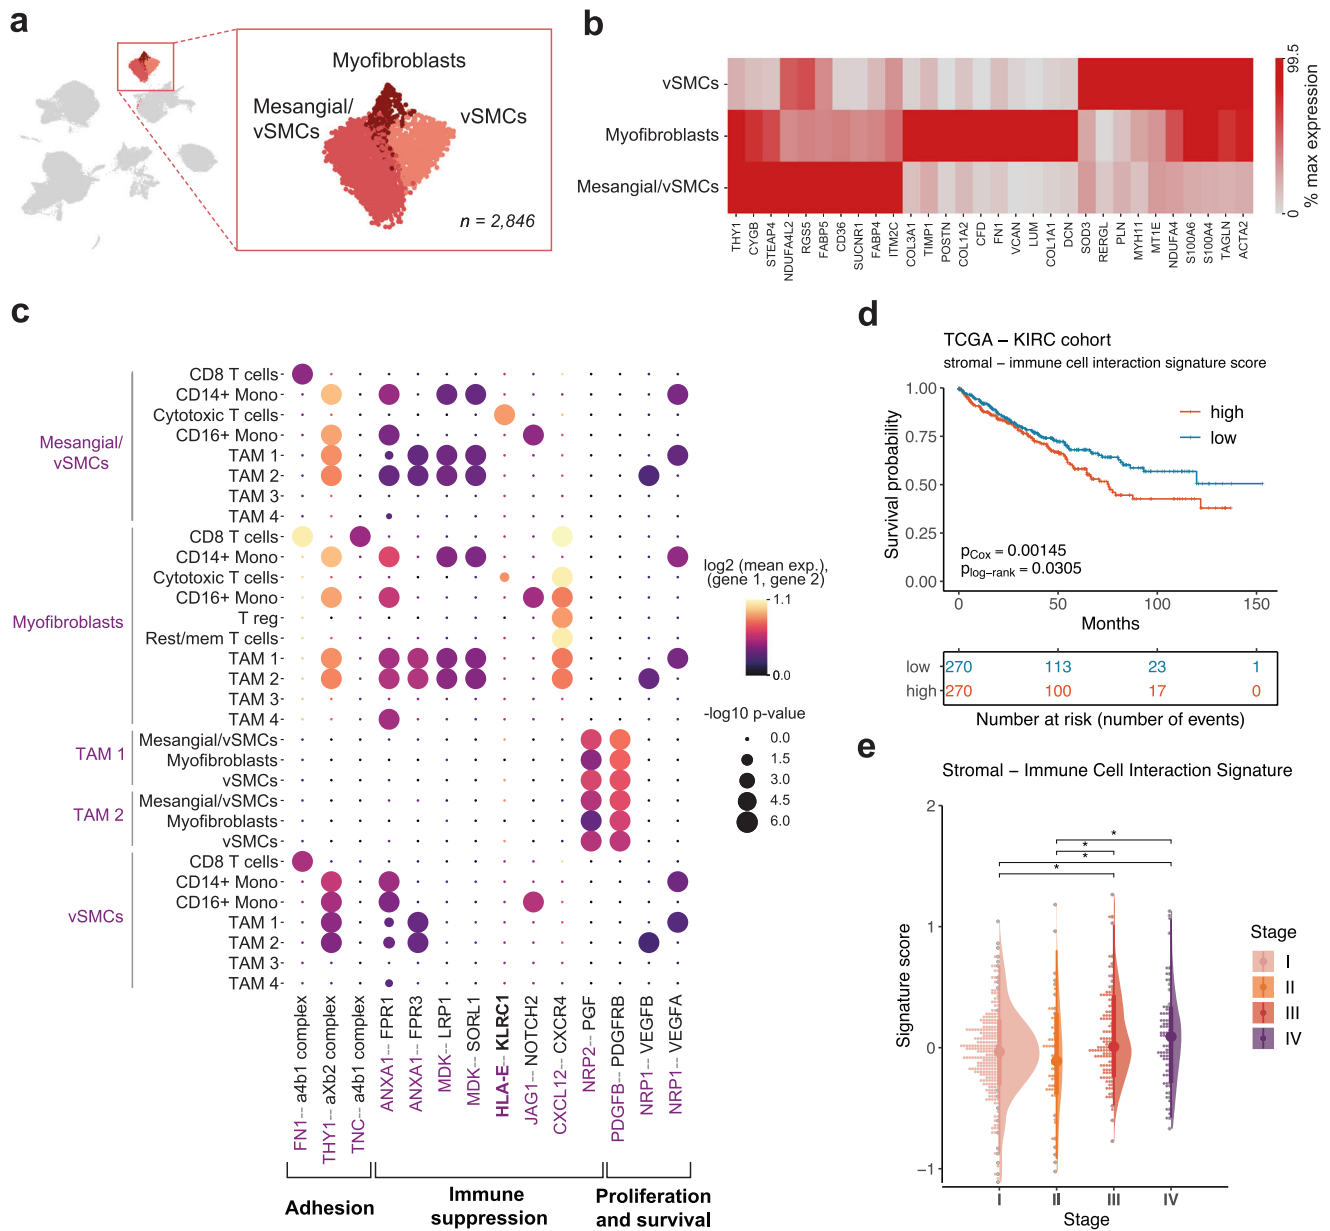 a
Myofibroblasts
Mesangial/
vSMCs
vSMCs
n = 2,846
b
vSMCs
Myofibroblasts
Mesangial/vSMCs
THY1
CYGB
STEAP4
NDUFA4L2
RGS5
FABP5
CD36
SUCNR1
FABP4
ITM2C
COL3A1
TIMP1
POSTN
COL1A2
CFD
FN1
VCAN
LUM
COL1A1
DCN
SOD3
RERGL
PLN
MYH11
MT1E
NDUFA4
S100A6
S100A4
TAGLN
ACTA2
99.5
0
% max expression
c
Mesangial/
vSMCs
CD8 T cells
CD14+ Mono
Cytotoxic T cells
CD16+ Mono
TAM 1
TAM 2
TAM 3
TAM 4
Myofibroblasts
CD8 T cells
CD14+ Mono
Cytotoxic T cells
CD16+ Mono
T reg
Rest/mem T cells
TAM 1
TAM 2
TAM 3
TAM 4
TAM 1
Mesangial/vSMCs
Myofibroblasts
vSMCs
TAM 2
Mesangial/vSMCs
Myofibroblasts
vSMCs
vSMCs
CD8 T cells
CD14+ Mono
CD16+ Mono
TAM 1
TAM 2
TAM 3
TAM 4
FN1-- a4b1 complex
THY1-- aXb2 complex
TNC-- a4b1 complex
ANXA1-- FPR1
ANXA1-- FPR3
MDK-- LRP1
MDK-- SORL1
HLA-E-- KLRC1
JAG1-- NOTCH2
CXCL12-- CXCR4
NRP2-- PGF
PDGFB-- PDGFRB
NRP1-- VEGFB
NRP1-- VEGFA
Adhesion
Immune
suppression
Proliferation
and survival
log2 (mean exp.),
(gene 1, gene 2)
1.1
0.0
-log10 p-value
0.0
1.5
3.0
4.5
6.0
d
TCGA – KIRC cohort
stromal – immune cell interaction signature score
Survival probability
1.00
0.75
0.50
0.25
0.00
high
low
pCox = 0.00145
plog−rank = 0.0305
0 50 100 150
Months
low 270 113 23 1
high 270 100 17 0
Number at risk (number of events)
e
Stromal – Immune Cell Interaction Signature
Signature score
2
1
0
−1
*
*
*
*
I II III IV
Stage
Stage
I
II
III
IV